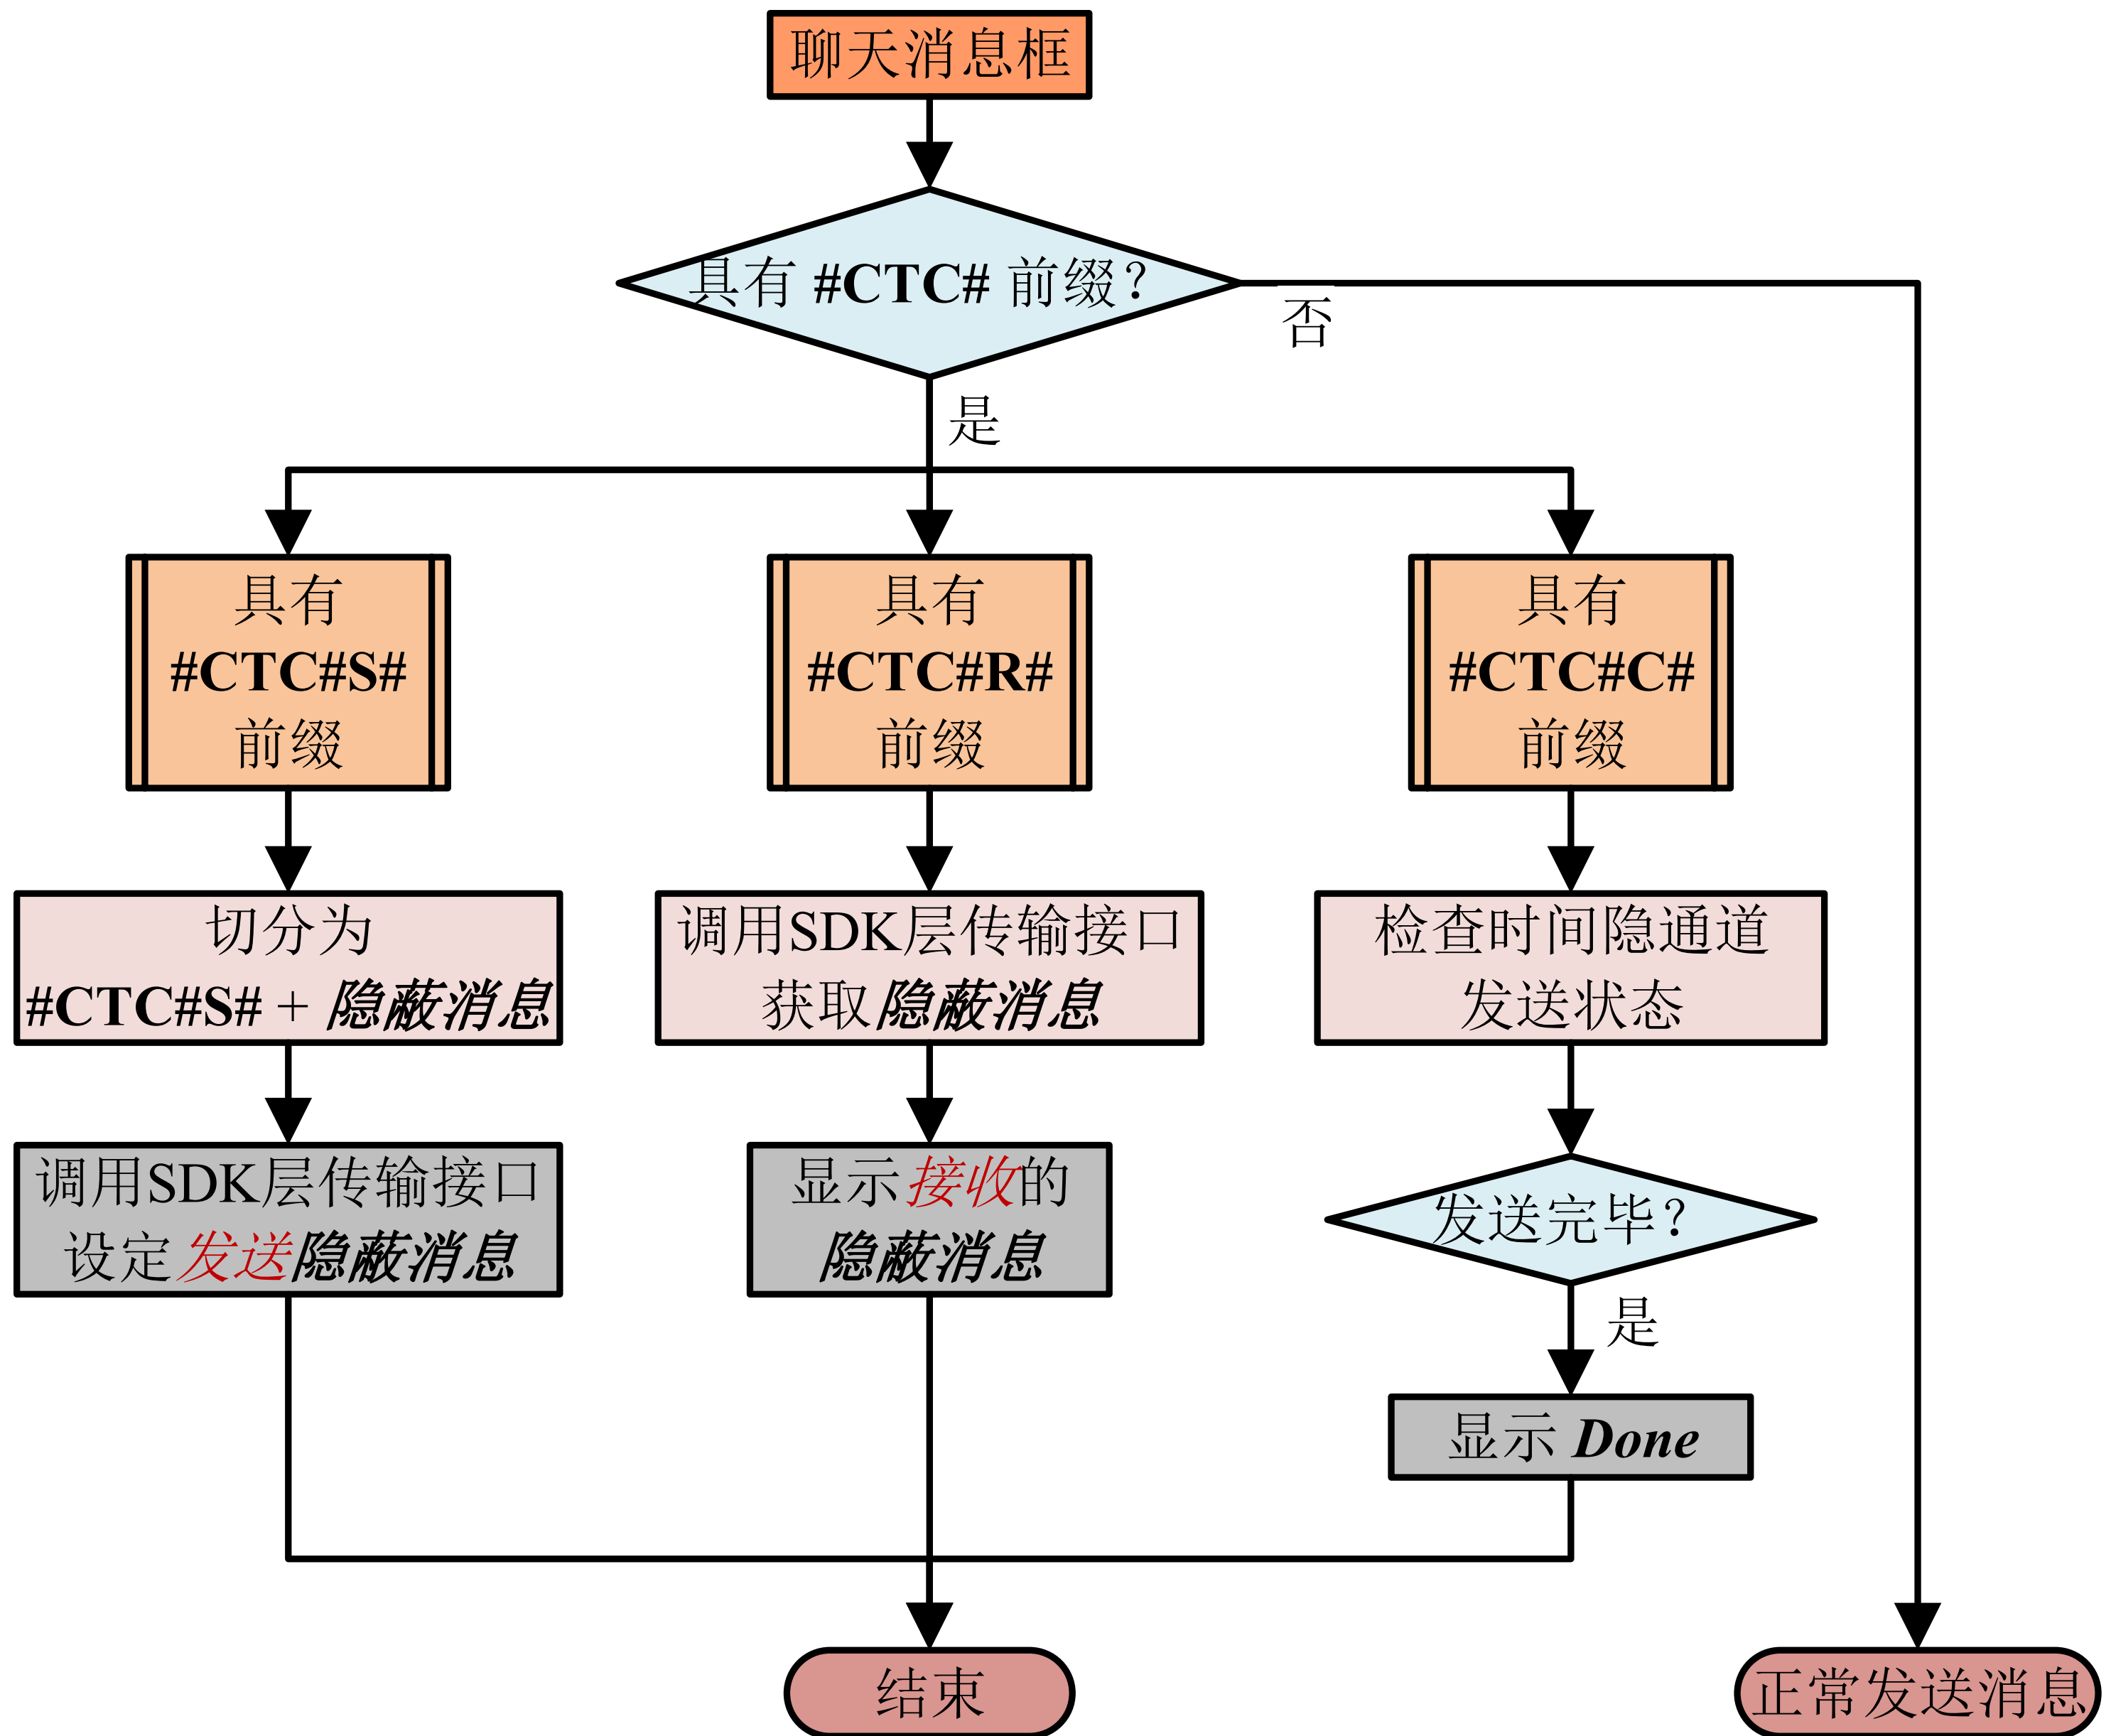 聊天消息框
具有 #CTC# 前缀？
否
是
具有
#CTC#S#
前缀
具有
#CTC#R#
前缀
具有
#CTC#C#
前缀
切分为
#CTC#S# + 隐蔽消息
调用SDK层传输接口
获取隐蔽消息
检查时间隐通道
发送状态
调用SDK层传输接口
设定发送隐蔽消息
显示接收的
隐蔽消息
发送完毕？
是
显示 Done
结束
正常发送消息